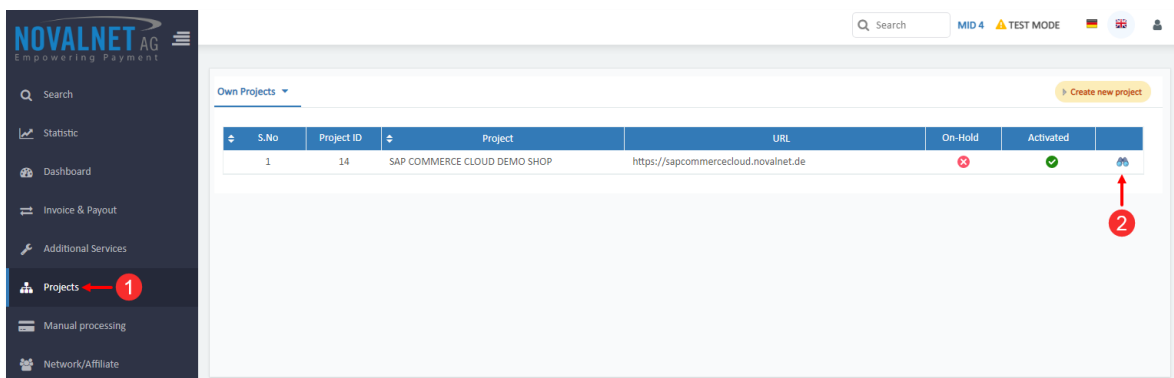 NOVALNET AG
Empowering Payment
Search
Statistic
Dashboard
Invoice & Payout
Additional Services
Projects
1
Manual processing
Network/Affiliate
Search
MID 4
TEST MODE
Own Projects
Create new project
S.No Project ID Project URL On-Hold Activated
1 14 SAP COMMERCE CLOUD DEMO SHOP https://sapcommercecloud.novalnet.de
2